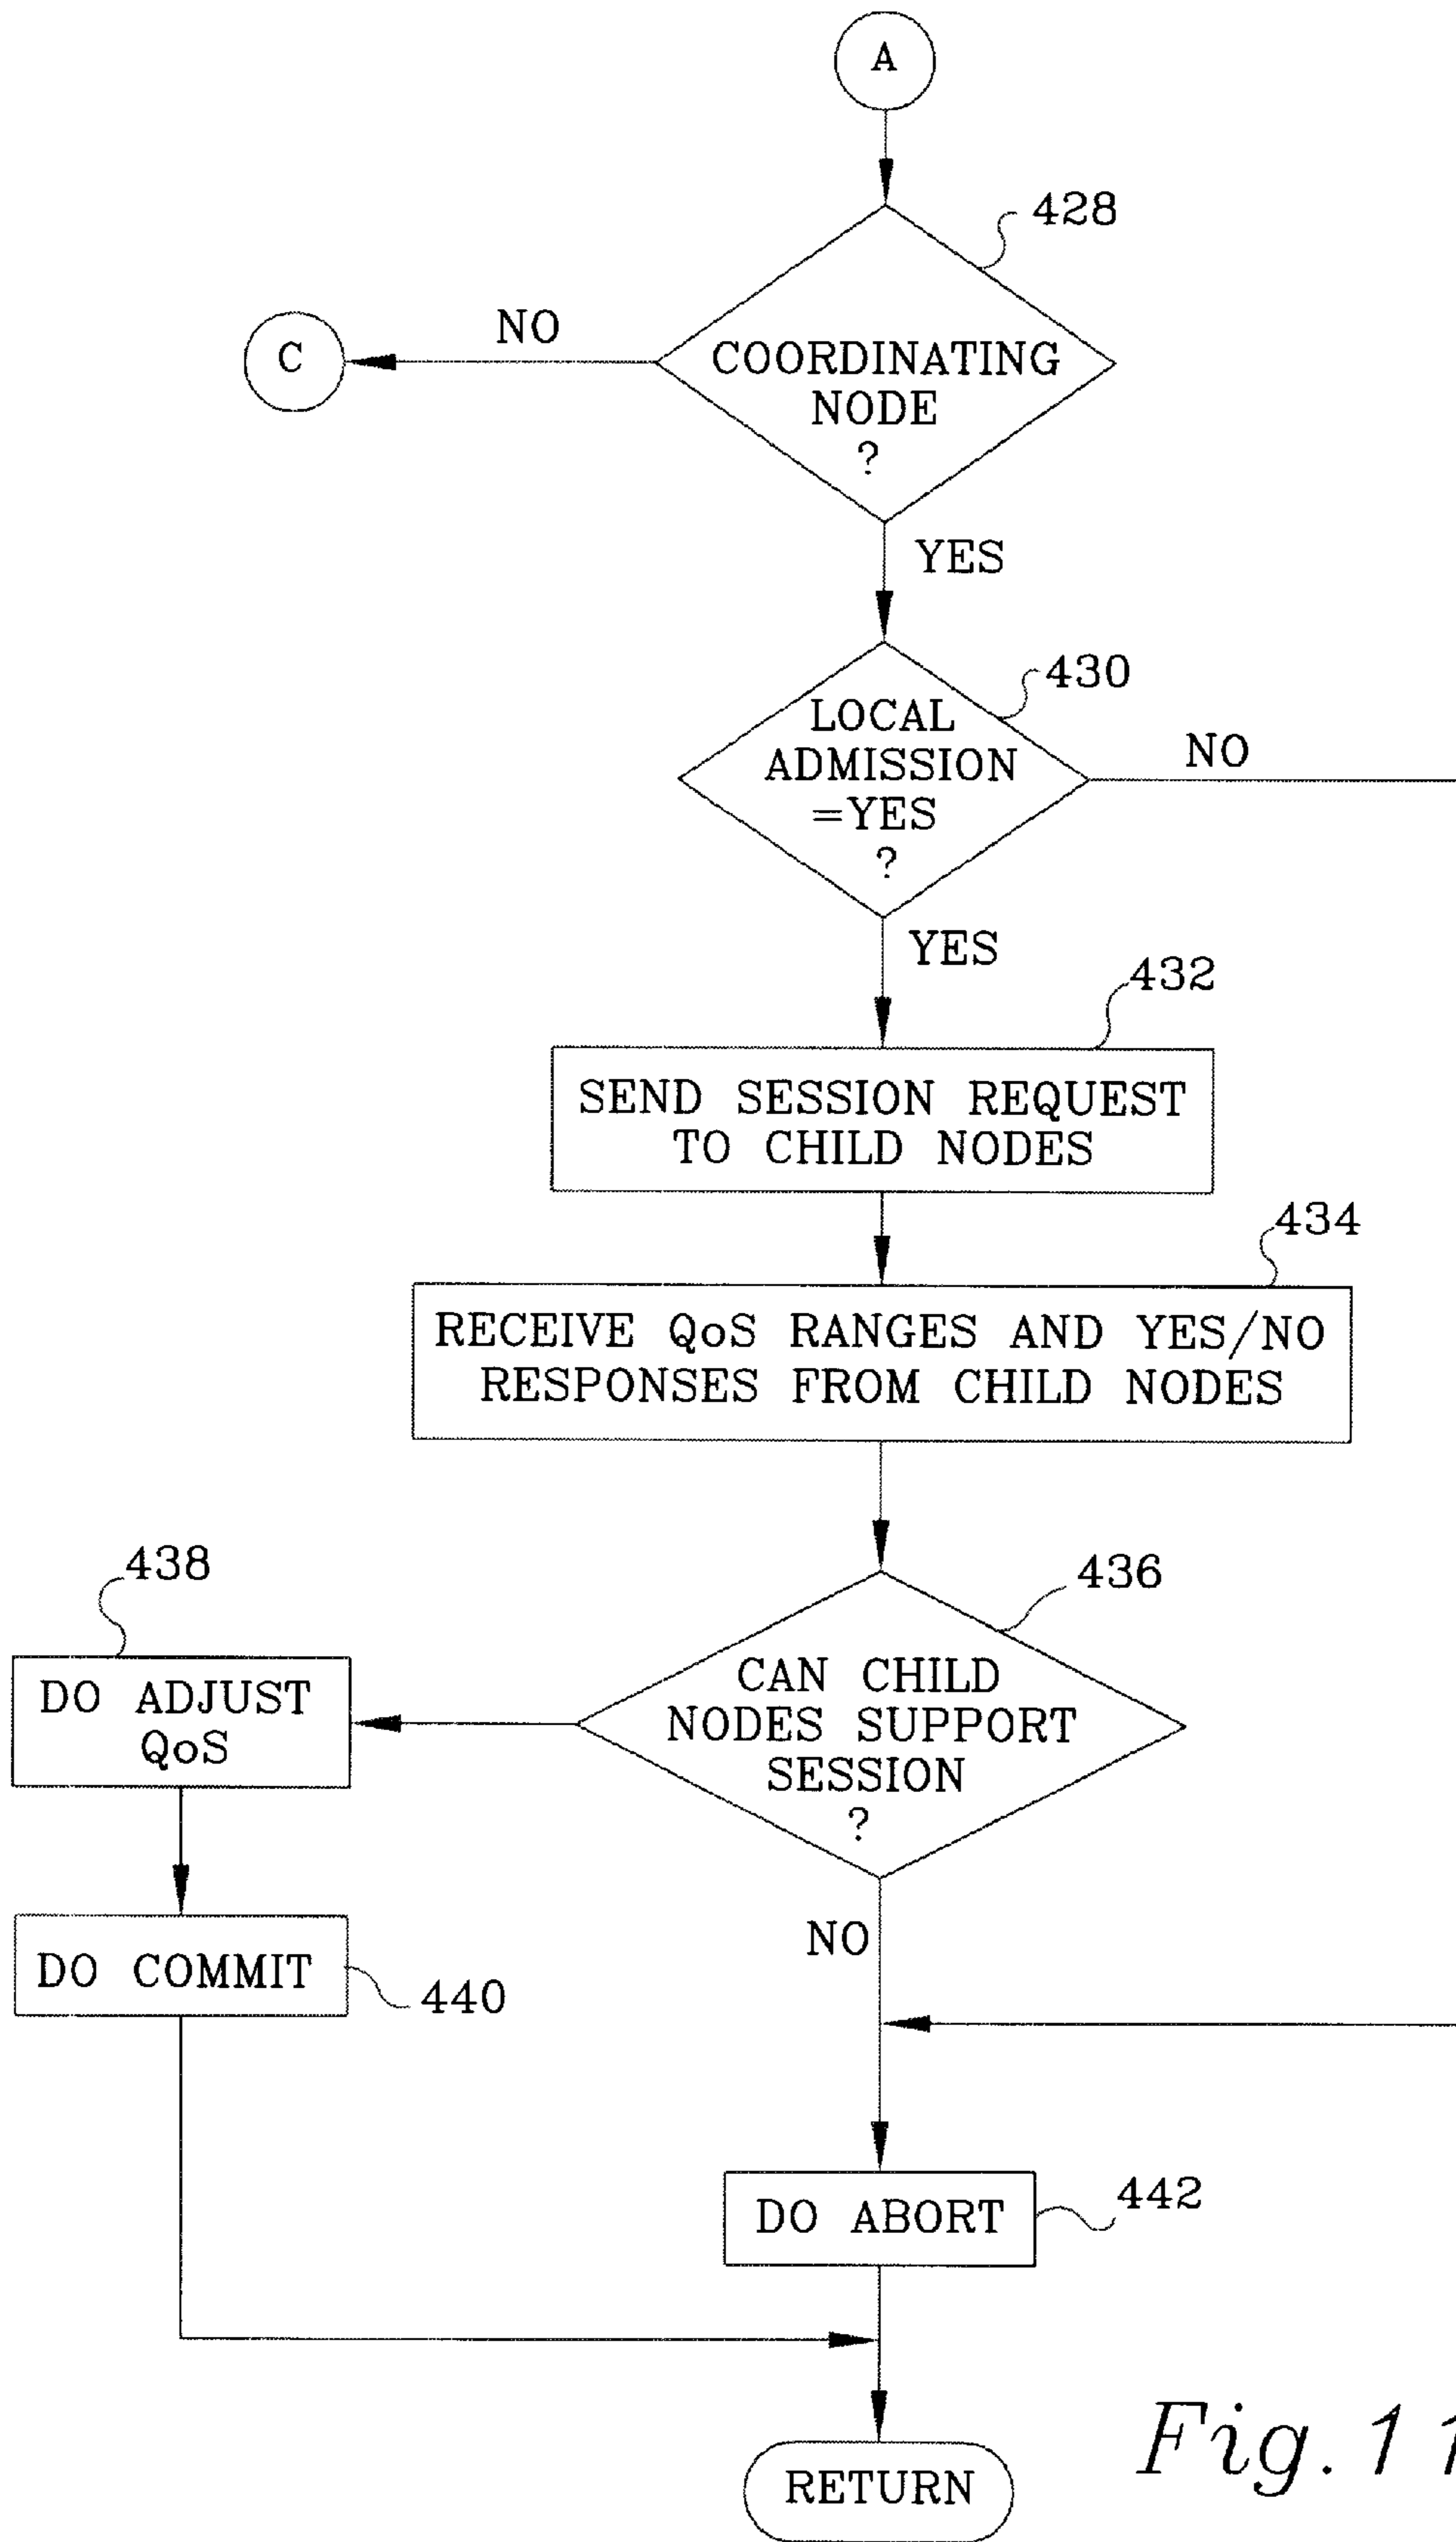 A
428
NO
C
COORDINATING
NODE
?
YES
430
LOCAL
ADMISSION
=YES
?
NO
YES
432
SEND SESSION REQUEST
TO CHILD NODES
434
RECEIVE QoS RANGES AND YES/NO
RESPONSES FROM CHILD NODES
436
438
CAN CHILD
NODES SUPPORT
SESSION
?
DO ADJUST
QoS
NO
DO COMMIT
440
DO ABORT
442
RETURN
Fig. 11